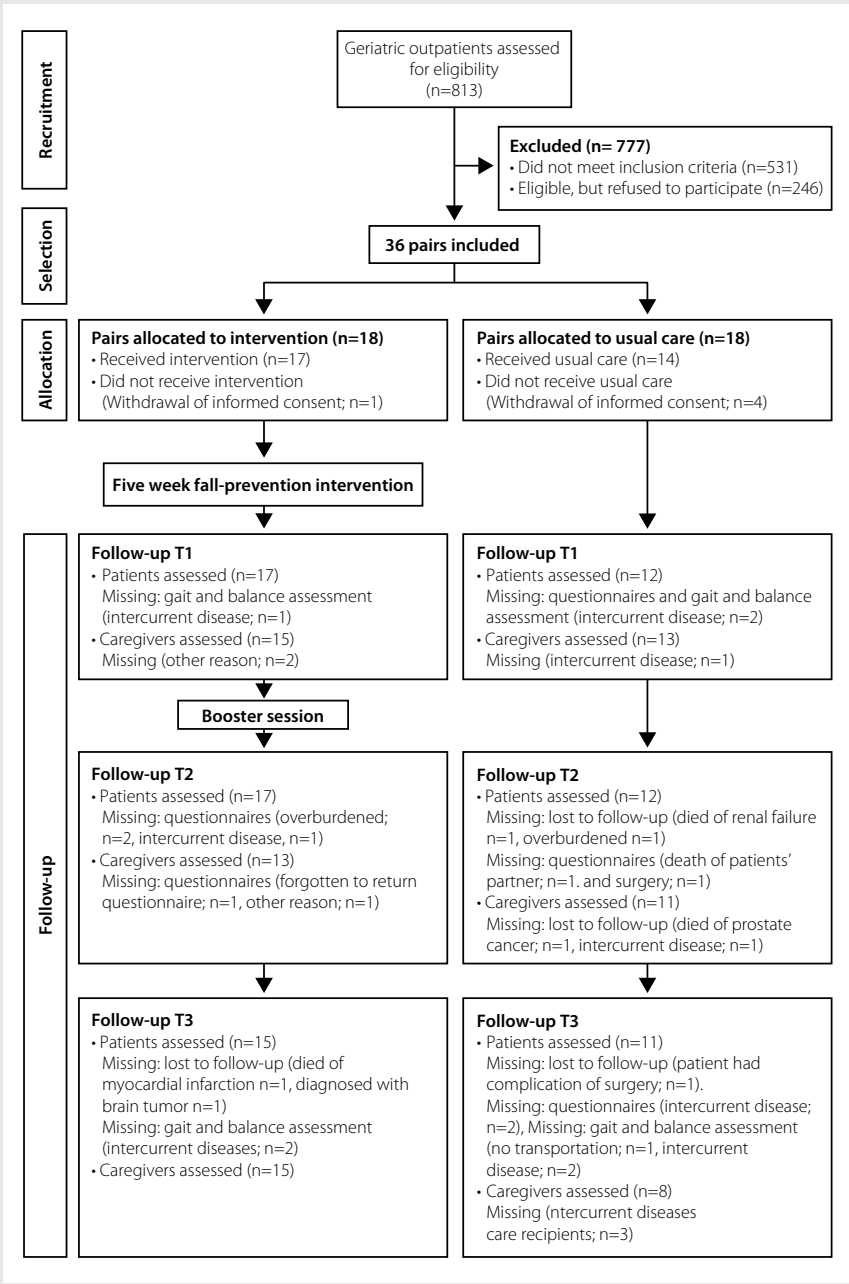 Recruitment
Geriatric outpatients assessed
for eligibility
(n=813)
Excluded (n= 777)
• Did not meet inclusion criteria (n=531)
• Eligible, but refused to participate (n=246)
Selection
36 pairs included
Allocation
Pairs allocated to intervention (n=18)
• Received intervention (n=17)
• Did not receive intervention
(Withdrawal of informed consent; n=1)
Pairs allocated to usual care (n=18)
• Received usual care (n=14)
• Did not receive usual care
(Withdrawal of informed consent; n=4)
Five week fall-prevention intervention
Follow-up
Follow-up T1
• Patients assessed (n=17)
Missing: gait and balance assessment
(intercurrent disease; n=1)
• Caregivers assessed (n=15)
Missing (other reason; n=2)
Follow-up T1
• Patients assessed (n=12)
Missing: questionnaires and gait and balance
assessment (intercurrent disease; n=2)
• Caregivers assessed (n=13)
Missing (intercurrent disease; n=1)
Booster session
Follow-up T2
• Patients assessed (n=17)
Missing: questionnaires (overburdened;
n=2, intercurrent disease, n=1)
• Caregivers assessed (n=13)
Missing: questionnaires (forgotten to return
questionnaire; n=1, other reason; n=1)
Follow-up T2
• Patients assessed (n=12)
Missing: lost to follow-up (died of renal failure
n=1, overburdened n=1)
Missing: questionnaires (death of patients’
partner; n=1. and surgery; n=1)
• Caregivers assessed (n=11)
Missing: lost to follow-up (died of prostate
cancer; n=1, intercurrent disease; n=1)
Follow-up T3
• Patients assessed (n=15)
Missing: lost to follow-up (died of
myocardial infarction n=1, diagnosed with
brain tumor n=1)
Missing: gait and balance assessment
(intercurrent diseases; n=2)
• Caregivers assessed (n=15)
Follow-up T3
• Patients assessed (n=11)
Missing: lost to follow-up (patient had
complication of surgery; n=1).
Missing: questionnaires (intercurrent disease;
n=2), Missing: gait and balance assessment
(no transportation; n=1, intercurrent
disease; n=2)
• Caregivers assessed (n=8)
Missing (ntercurrent diseases
care recipients; n=3)